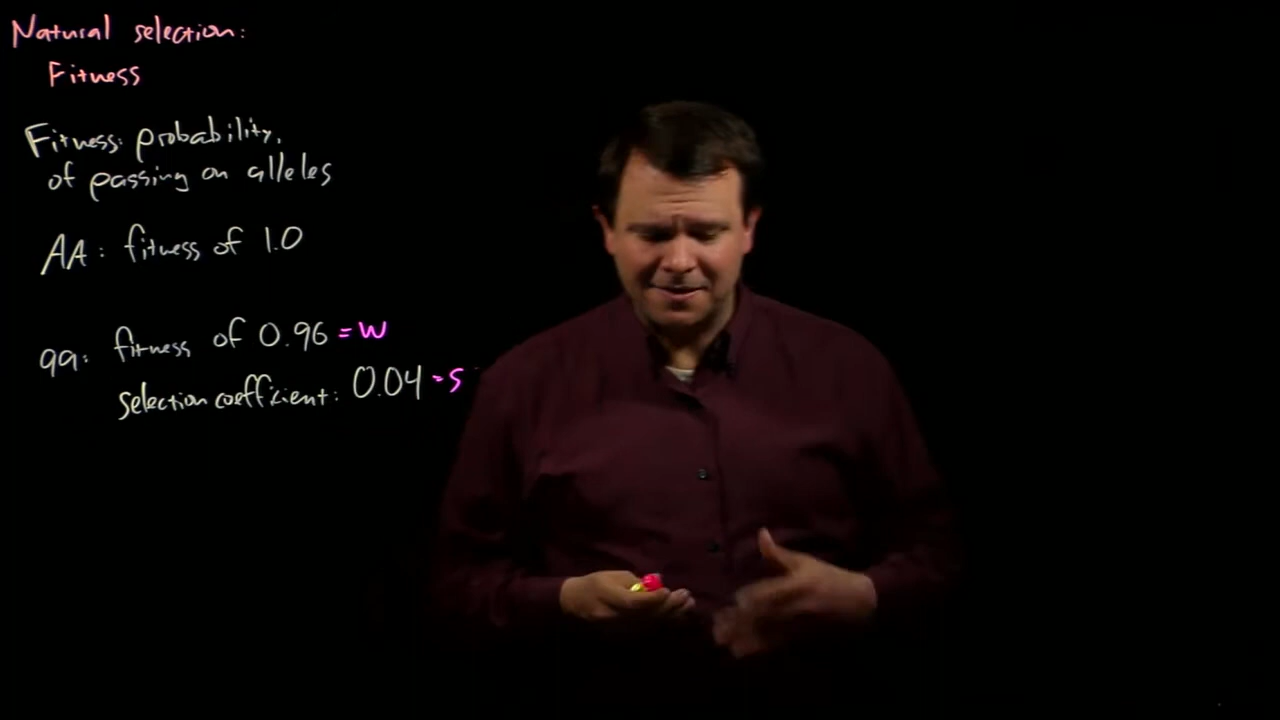 Natural selection:
Fitness
Fitness: probability
of passing on alleles
AA: fitness of 1.0
aa: fitness of 0.96 = w
selection coefficient: 0.04 = s